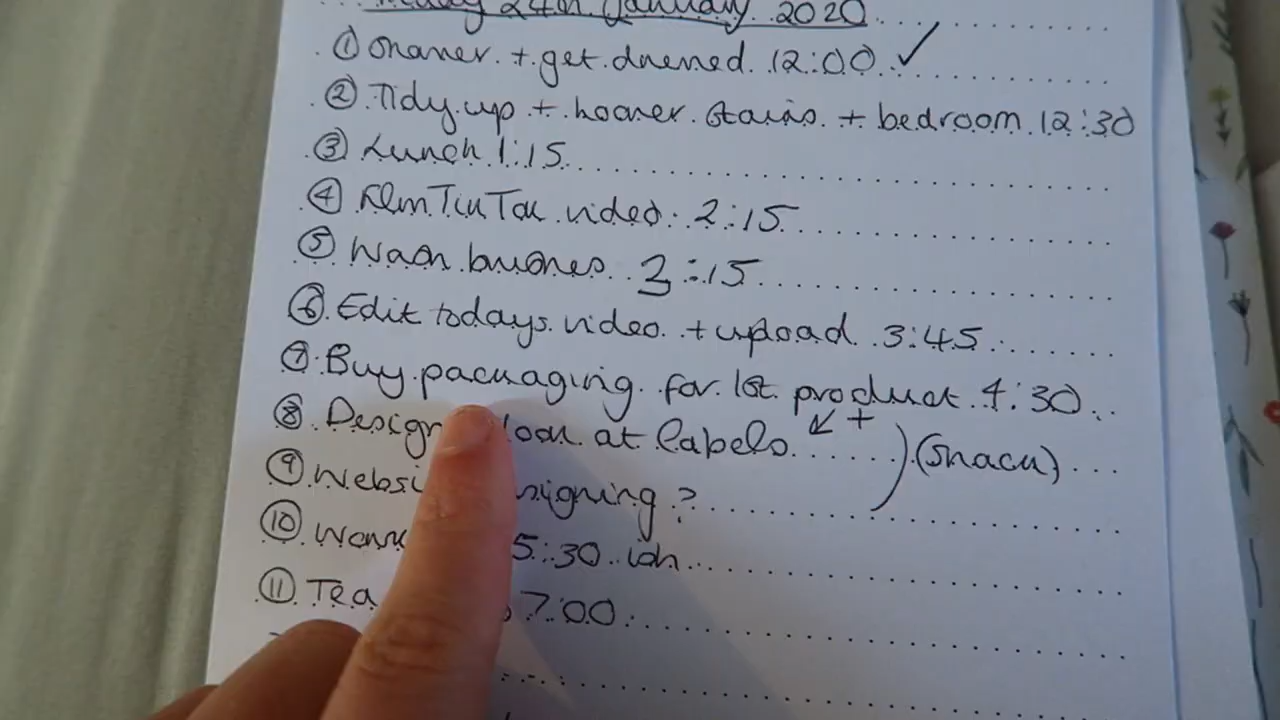 Friday 24th January 2020
① Shower + get dressed 12:00 ✓
② Tidy up + hoover stairs + bedroom 12:30
③ Lunch 1:15
④ Film TikTok video 2:15
⑤ Wash brushes 3:15
⑥ Edit todays video + upload 3:45
⑦ Buy packaging for 1st product 4:30
⑧ Design look at labels ↙ + (snack)
⑨ signing?
⑩ 5:30 ish
⑪ Tea 7:00